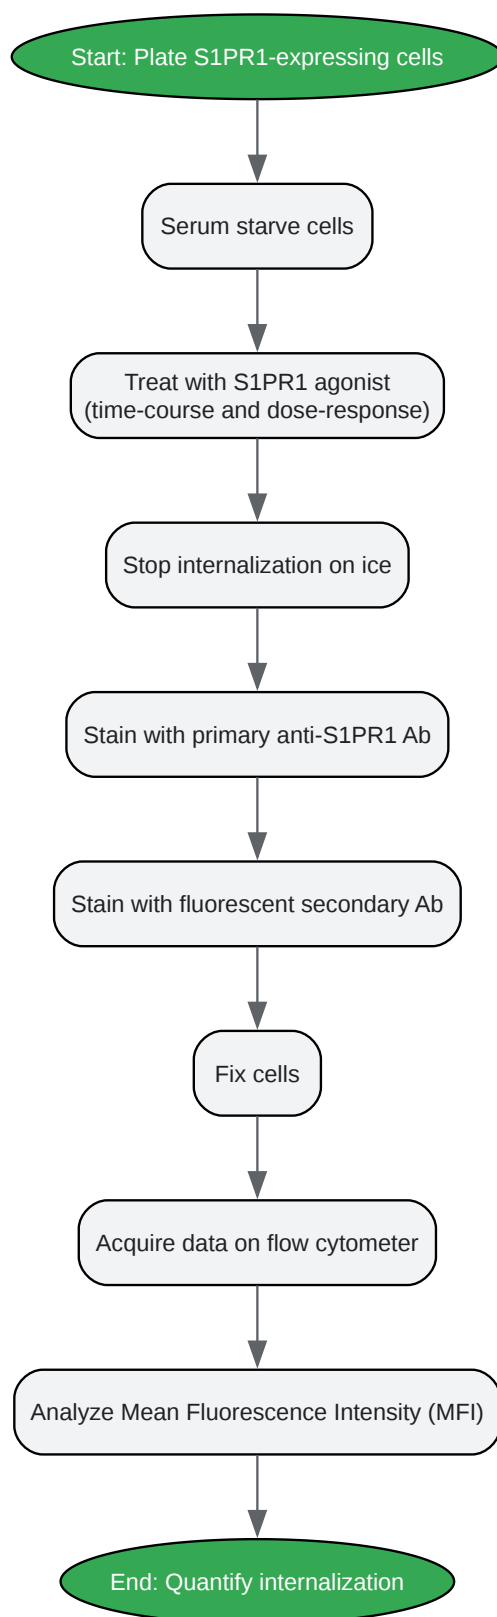 Start: Plate S1PR1-expressing cells
Serum starve cells
Treat with S1PR1 agonist
(time-course and dose-response)
Stop internalization on ice
Stain with primary anti-S1PR1 Ab
Stain with fluorescent secondary Ab
Fix cells
Acquire data on flow cytometer
Analyze Mean Fluorescence Intensity (MFI)
End: Quantify internalization